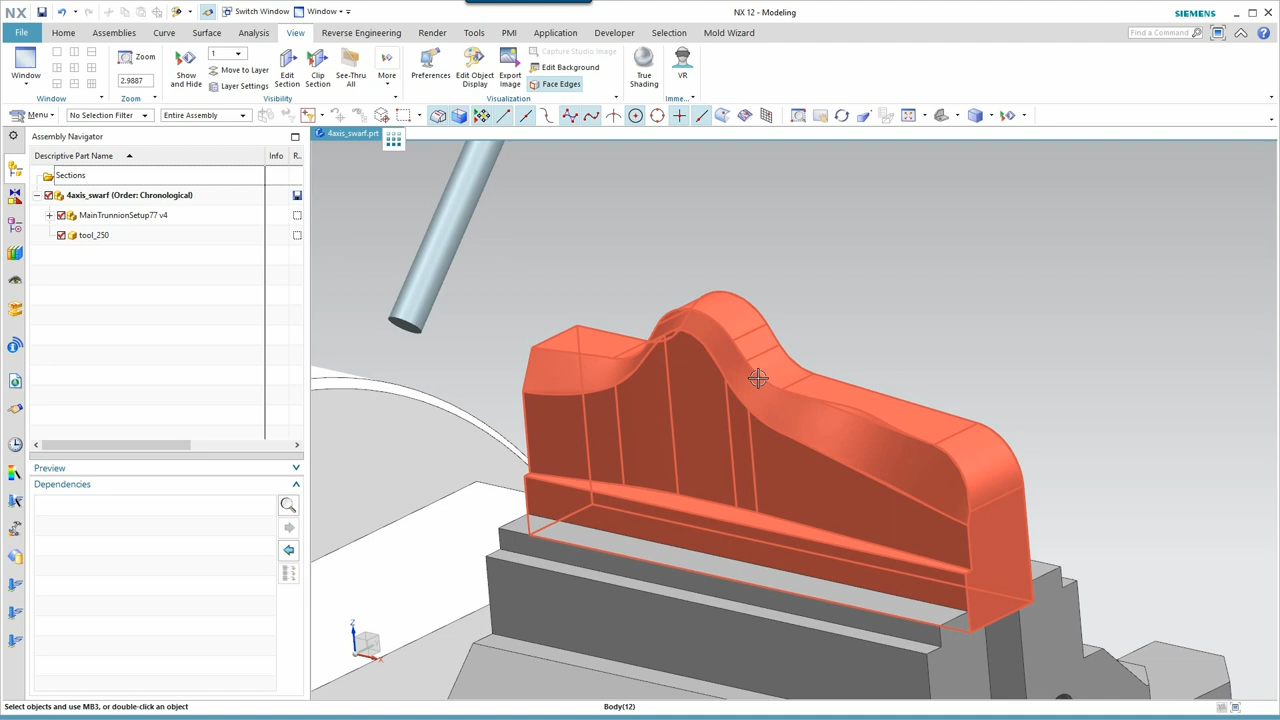 NX
Switch Window
Window
NX 12 - Modeling
SIEMENS
File
Home
Assemblies
Curve
Surface
Analysis
View
Reverse Engineering
Render
Tools
PMI
Application
Developer
Selection
Mold Wizard
Find a Command
Window
Zoom
2.9887
Show and Hide
1
Move to Layer
Layer Settings
Edit Section
Clip Section
See-Thru All
More
Preferences
Edit Object Display
Export Image
Capture Studio Image
Edit Background
Face Edges
True Shading
VR
Window
Zoom
Visibility
Visualization
Imme...
Menu
No Selection Filter
Entire Assembly
Assembly Navigator
4axis_swarf.prt
Descriptive Part Name
Info
R..
Sections
4axis_swarf (Order: Chronological)
MainTrunnionSetup77 v4
tool_250
Preview
Dependencies
Z
X
Select objects and use MB3, or double-click an object
Body(12)